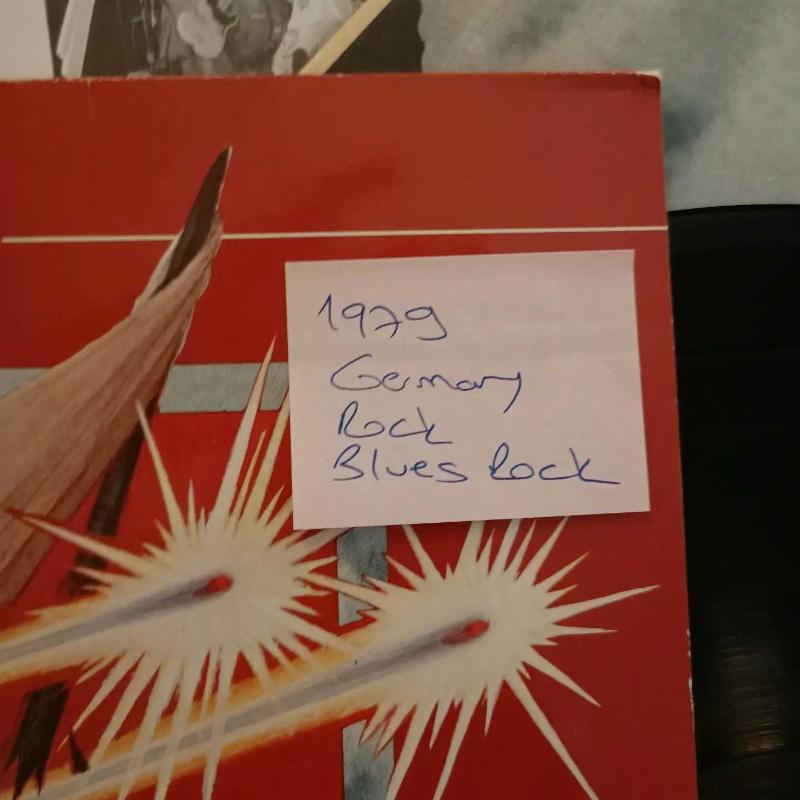 1979
Germany
Rock
Blues Rock